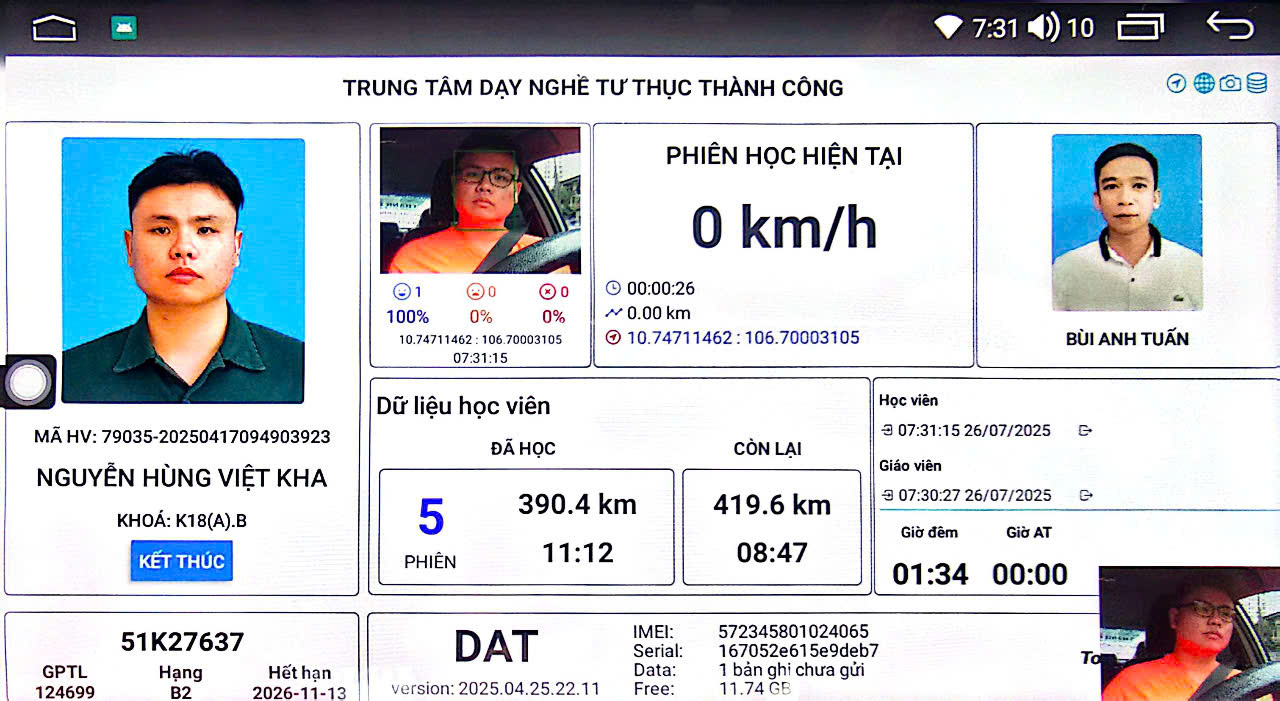 7:31 10
TRUNG TÂM DẠY NGHỀ TƯ THỤC THÀNH CÔNG
MÃ HV: 79035-20250417094903923
NGUYỄN HÙNG VIỆT KHA
KHOÁ: K18(A).B
KẾT THÚC
1 0 0
100% 0% 0%
10.74711462 : 106.70003105
07:31:15
PHIÊN HỌC HIỆN TẠI
0 km/h
00:00:26
0.00 km
10.74711462 : 106.70003105
BÙI ANH TUẤN
Dữ liệu học viên
ĐÃ HỌC CÒN LẠI
5 390.4 km 419.6 km
PHIÊN 11:12 08:47
Học viên
07:31:15 26/07/2025
Giáo viên
07:30:27 26/07/2025
Giờ đêm Giờ AT
01:34 00:00
51K27637
GPTL Hạng Hết hạn
124699 B2 2026-11-13
DAT
version: 2025.04.25.22.11
IMEI: 572345801024065
Serial: 167052e615e9deb7
Data: 1 bản ghi chưa gửi
Free: 11.74 GB